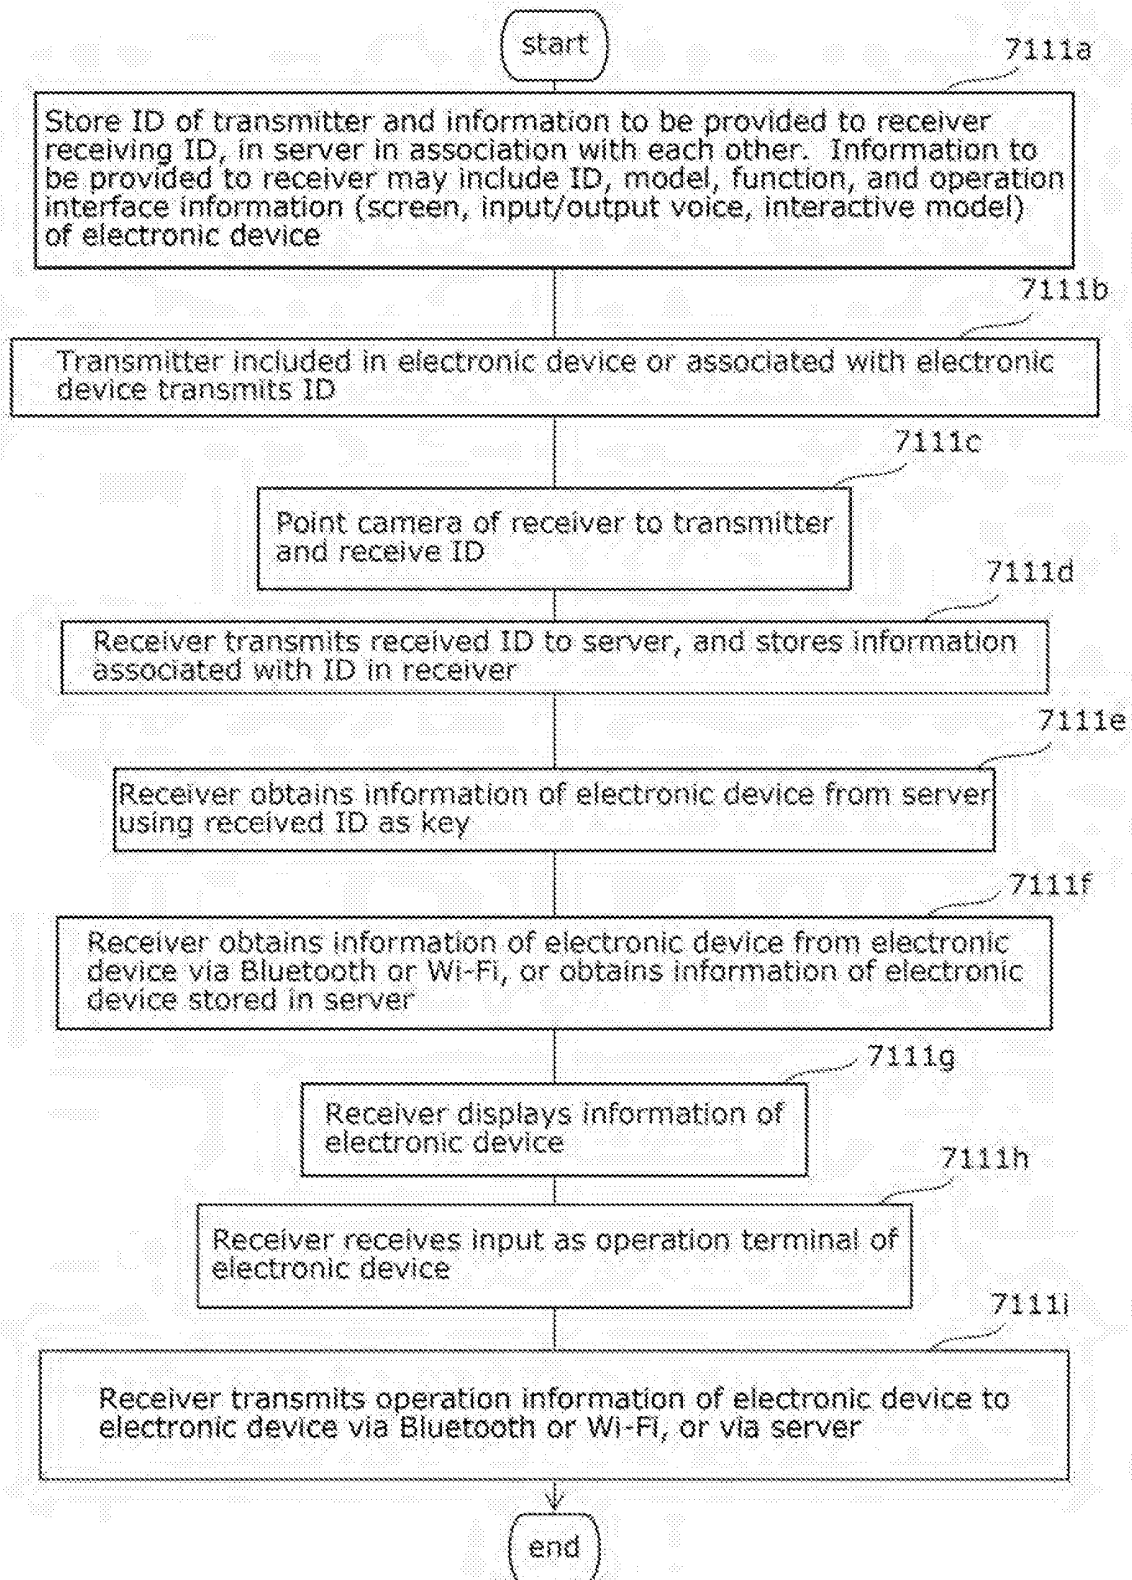 start
7111a
Store ID of transmitter and information to be provided to receiver
receiving ID, in server in association with each other. Information to
be provided to receiver may include ID, model, function, and operation
interface information (screen, input/output voice, interactive model)
of electronic device
7111b
Transmitter included in electronic device or associated with electronic
device transmits ID
7111c
Point camera of receiver to transmitter
and receive ID
7111d
Receiver transmits received ID to server, and stores information
associated with ID in receiver
7111e
Receiver obtains information of electronic device from server
using received ID as key
7111f
Receiver obtains information of electronic device from electronic
device via Bluetooth or Wi-Fi, or obtains information of electronic
device stored in server
7111g
Receiver displays information of
electronic device
7111h
Receiver receives input as operation terminal of
electronic device
7111i
Receiver transmits operation information of electronic device to
electronic device via Bluetooth or Wi-Fi, or via server
end